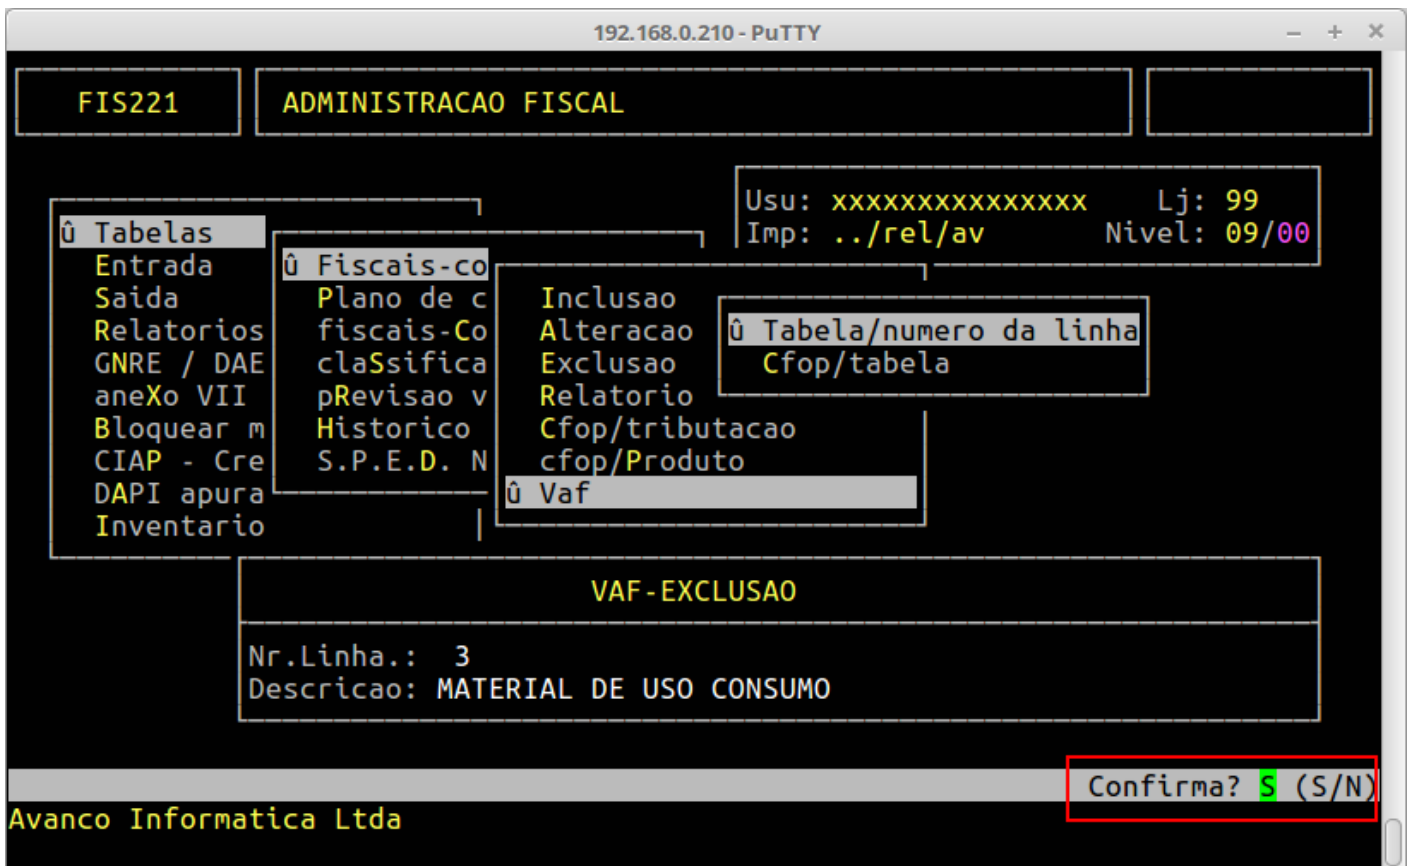 192.168.0.210 - PuTTY
FIS221 ADMINISTRACAO FISCAL
Usu: xxxxxxxxxxxxxxx Lj: 99
Imp: ../rel/av Nivel: 09/00
û Tabelas
Entrada
Saida
Relatorios
GNRE / DAE
aneXo VII
Bloquear m
CIAP - Cre
DAPI apura
Inventario
û Fiscais-co
Plano de c
fiscais-Co
claSsifica
pRevisao v
Historico
S.P.E.D. N
Inclusao
Alteracao
Exclusao
Relatorio
Cfop/tributacao
cfop/Produto
û Vaf
û Tabela/numero da linha
Cfop/tabela
VAF-EXCLUSAO
Nr.Linha.: 3
Descricao: MATERIAL DE USO CONSUMO
Confirma? S (S/N)
Avanco Informatica Ltda